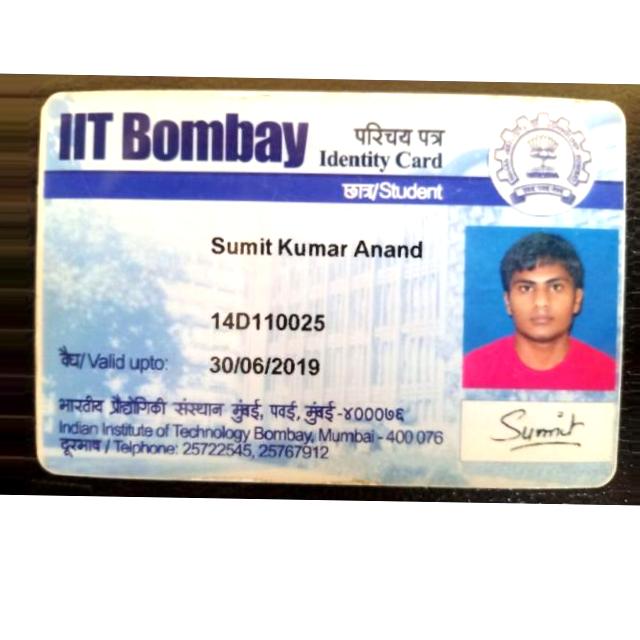 IIT Bombay
परिचय पत्र
Identity Card
छात्र/Student
Sumit Kumar Anand
14D110025
वैध/ Valid upto: 30/06/2019
भारतीय प्रौद्योगिकी संस्थान मुंबई, पवई, मुंबई-४०००७६
Indian Institute of Technology Bombay, Mumbai - 400 076
दूरभाष / Telphone: 25722545, 25767912
Sumit